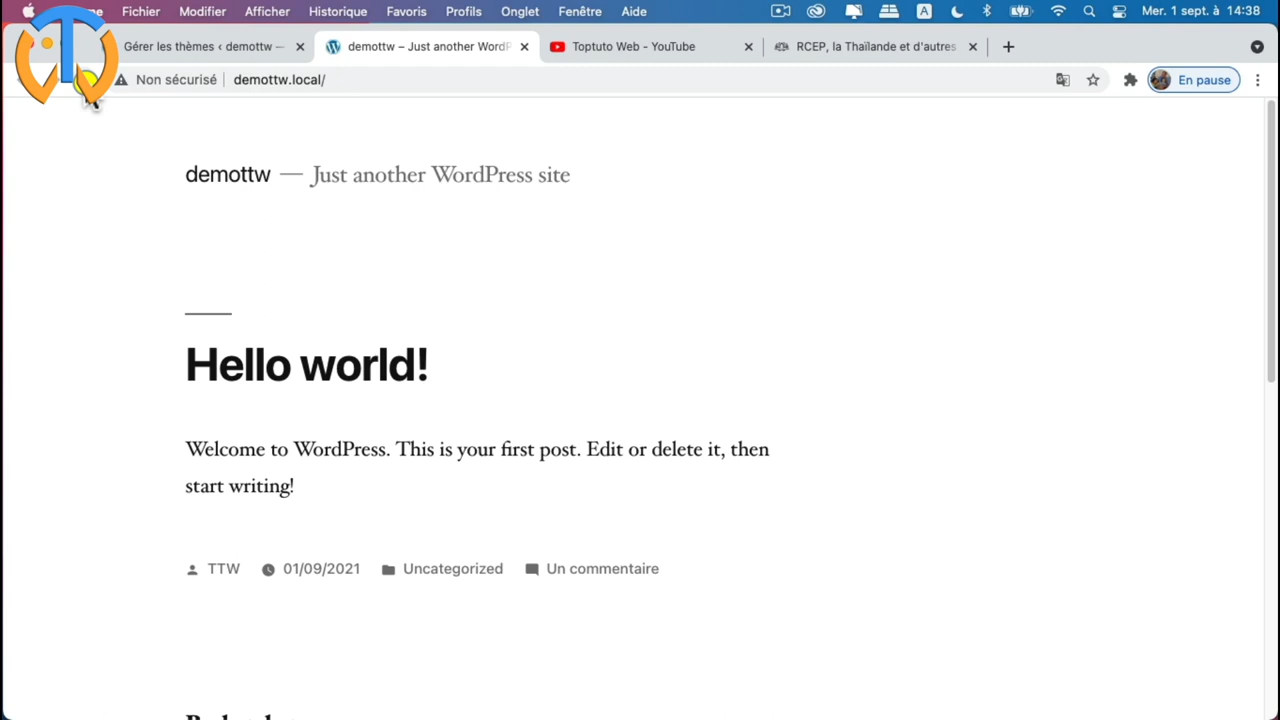 Fichier Modifier Afficher Historique Favoris Profils Onglet Fenêtre Aide A Mer. 1 sept. à 14:38
Gérer les thèmes ‹ demottw — demottw – Just another WordP Toptuto Web - YouTube RCEP, la Thaïlande et d'autres
Non sécurisé demottw.local/ En pause
demottw — Just another WordPress site
Hello world!
Welcome to WordPress. This is your first post. Edit or delete it, then
start writing!
TTW 01/09/2021 Uncategorized Un commentaire